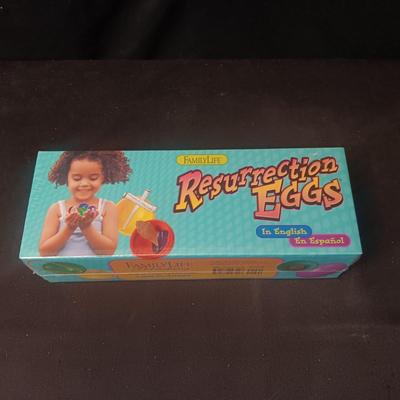 FAMILYLIFE
Resurrection
EGGS
In English
En Español
FAMILYLIFE